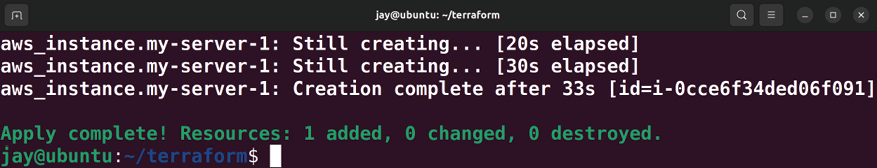 jay@ubuntu: ~/terraform
aws_instance.my-server-1: Still creating... [20s elapsed]
aws_instance.my-server-1: Still creating... [30s elapsed]
aws_instance.my-server-1: Creation complete after 33s [id=i-0cce6f34ded06f091]
Apply complete! Resources: 1 added, 0 changed, 0 destroyed.
jay@ubuntu:~/terraform$